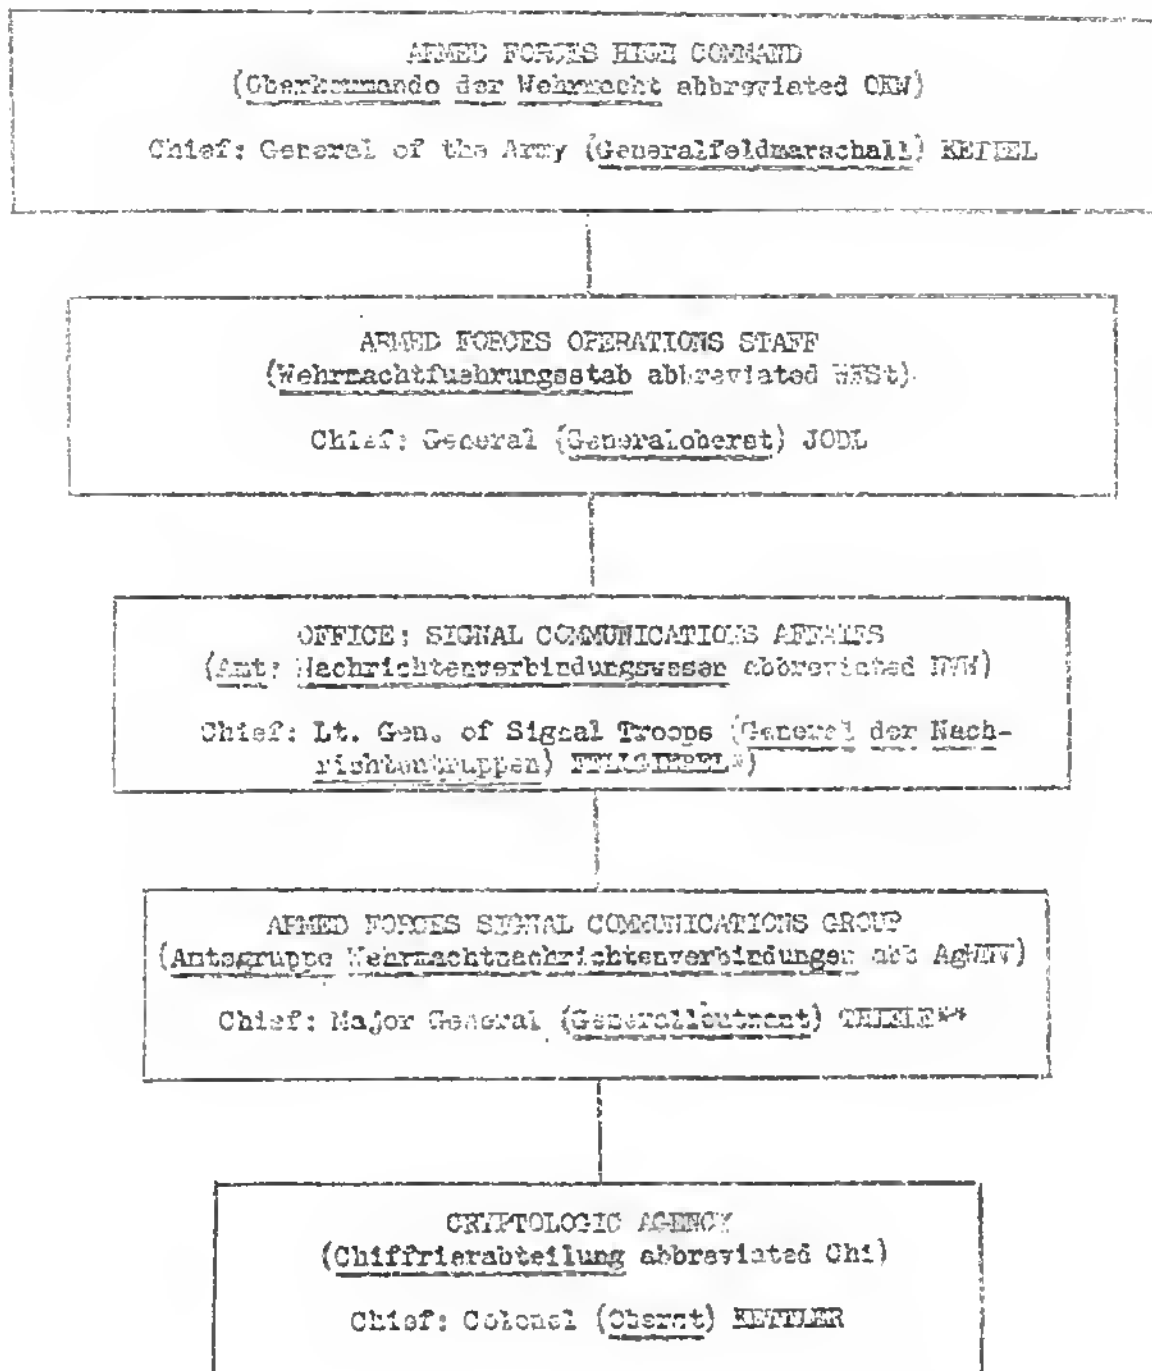 ARMED FORCES HIGH COMMAND
(Oberkommando der Wehrmacht abbreviated OKW)
Chief: General of the Army (Generalfeldmarschall) KEITEL
ARMED FORCES OPERATIONS STAFF
(Wehrmachtfuehrungsstab abbreviated WFSt)
Chief: General (Generaloberst) JODL
OFFICE: SIGNAL COMMUNICATIONS AFFAIRS
(Amt: Nachrichtenverbindungswesen abbreviated NVW)
Chief: Lt. Gen. of Signal Troops (General der Nach-
richtentruppen) FELLGIEBEL*)
ARMED FORCES SIGNAL COMMUNICATIONS GROUP
(Amtsgruppe Wehrmachtnachrichtenverbindungen abb AgWNV)
Chief: Major General (Generalleutnant) THIELE**
CRYPTOLOGIC AGENCY
(Chiffrierabteilung abbreviated Chi)
Chief: Colonel (Oberst) KETTLER